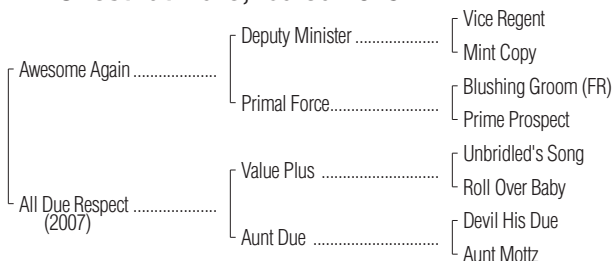 Vice Regent
Deputy Minister ......................
Mint Copy
Awesome Again .....................
Blushing Groom (FR)
Primal Force............................
Prime Prospect
Unbridled's Song
Value Plus ..............................
Roll Over Baby
All Due Respect .....................
(2007)
Devil His Due
Aunt Due ................................
Aunt Mottz